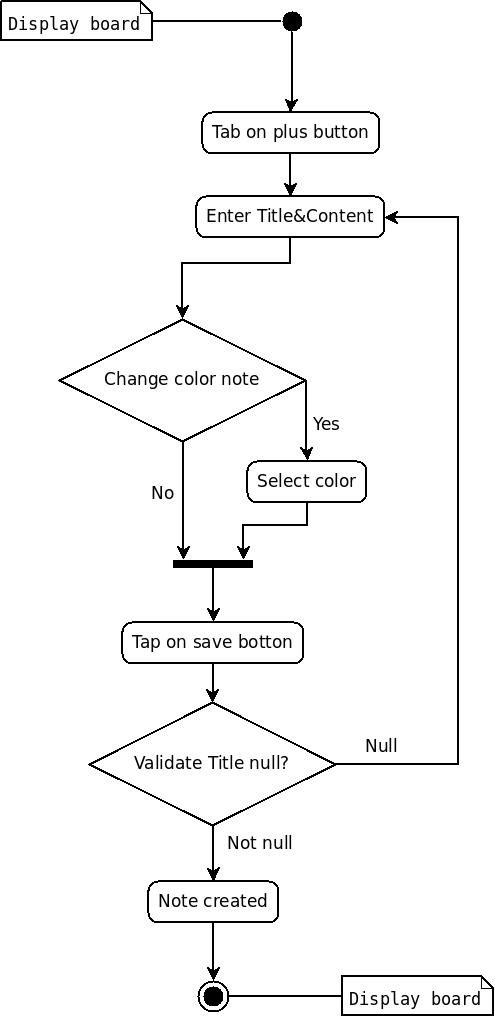 Display board
Tab on plus button
Enter Title&Content
Change color note
Yes
Select color
No
Tap on save botton
Null
Validate Title null?
Not null
Note created
Display board